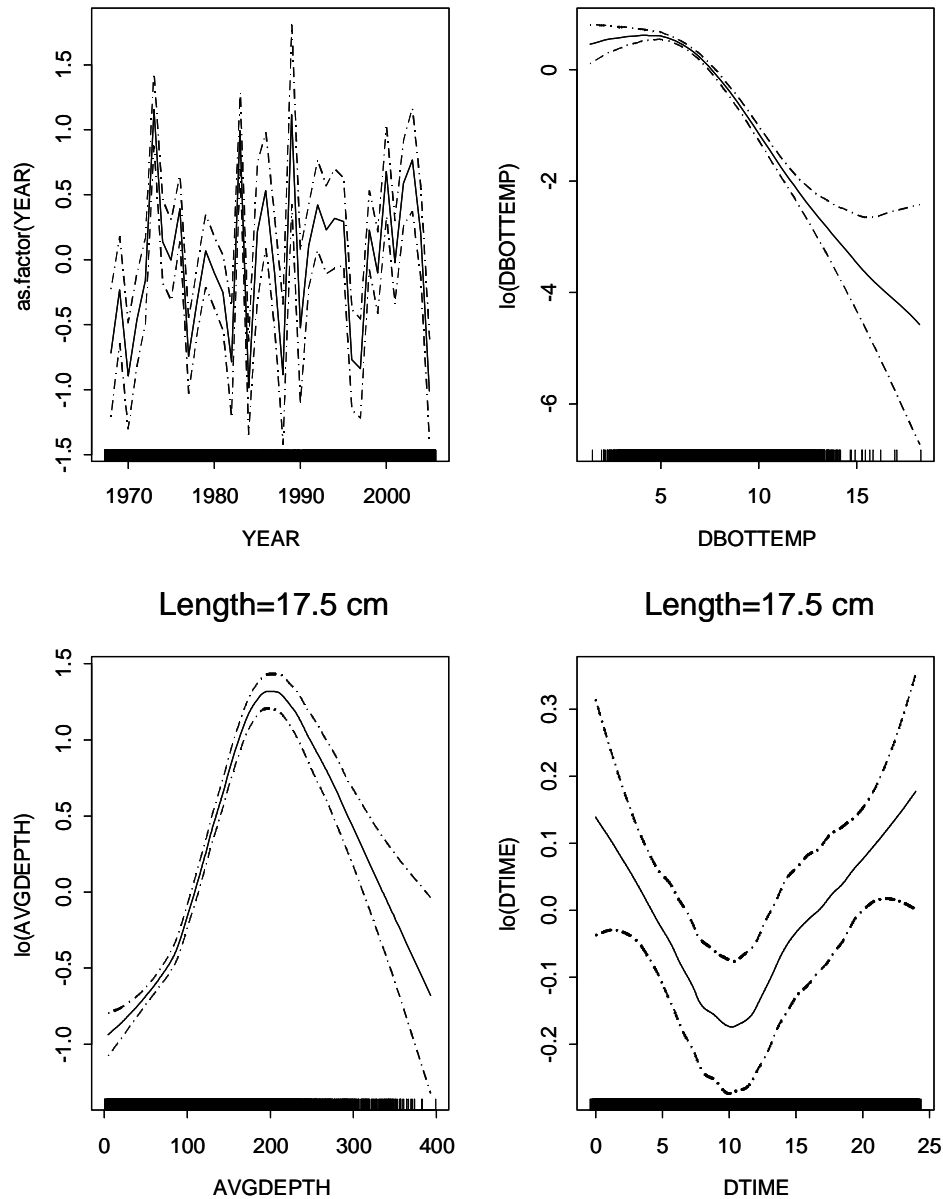 as.factor(YEAR)
1.5
1.0
0.5
0.0
-0.5
-1.0
-1.5
1970 1980 1990 2000
YEAR
lo(DBOTTEMP)
0
-2
-4
-6
5 10 15
DBOTTEMP
Length=17.5 cm
lo(AVGDEPTH)
1.5
1.0
0.5
0.0
-0.5
-1.0
0 100 200 300 400
AVGDEPTH
Length=17.5 cm
lo(DTIME)
0.3
0.2
0.1
0.0
-0.1
-0.2
0 5 10 15 20 25
DTIME